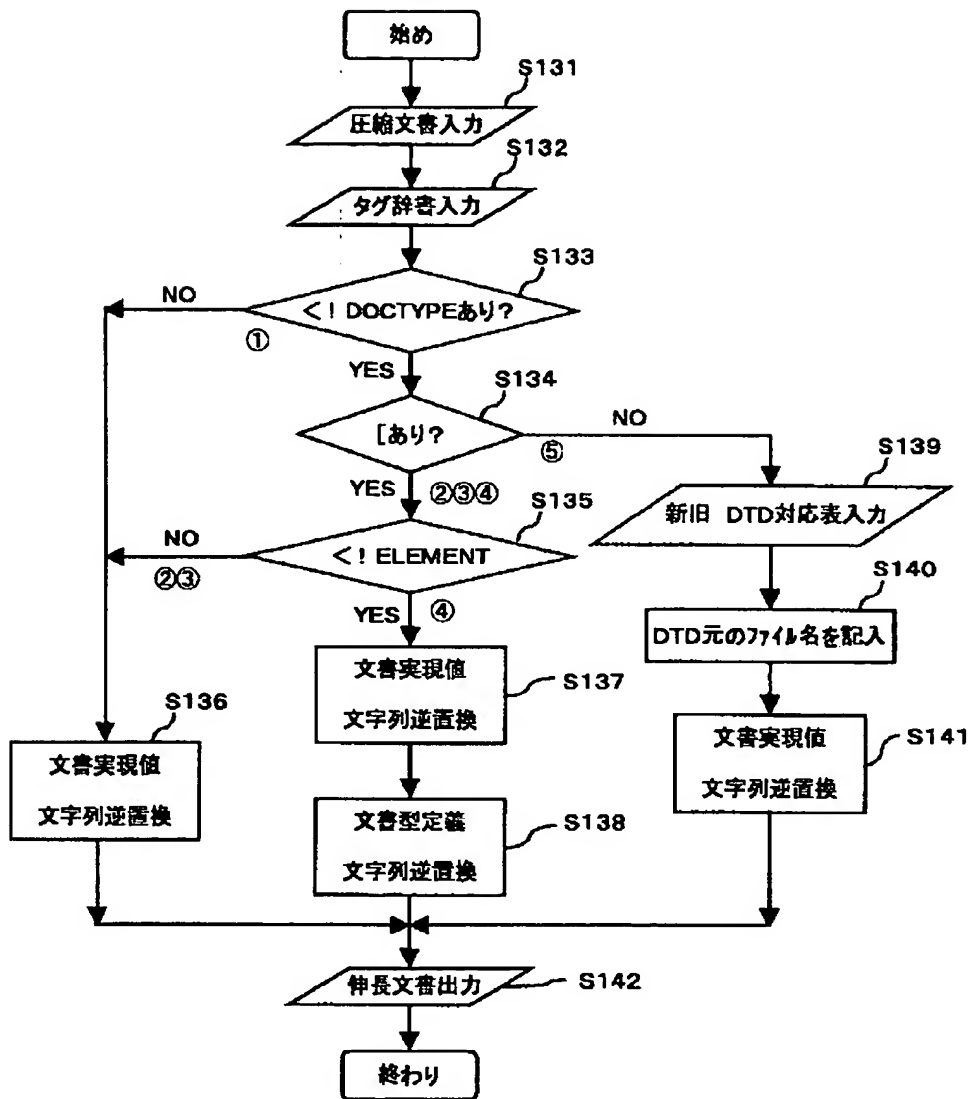 始め
S131
圧縮文書入力
S132
タグ辞書入力
S133
<! DOCTYPEあり?
NO
①
YES
S134
[あり?
NO
⑤
YES
②③④
S135
S139
新旧 DTD対応表入力
<! ELEMENT
NO
②③
YES
④
S140
DTD元のファイル名を記入
S137
文書実現値
文字列逆置換
S136
文書実現値
文字列逆置換
S141
文書実現値
文字列逆置換
S138
文書型定義
文字列逆置換
S142
伸長文書出力
終わり